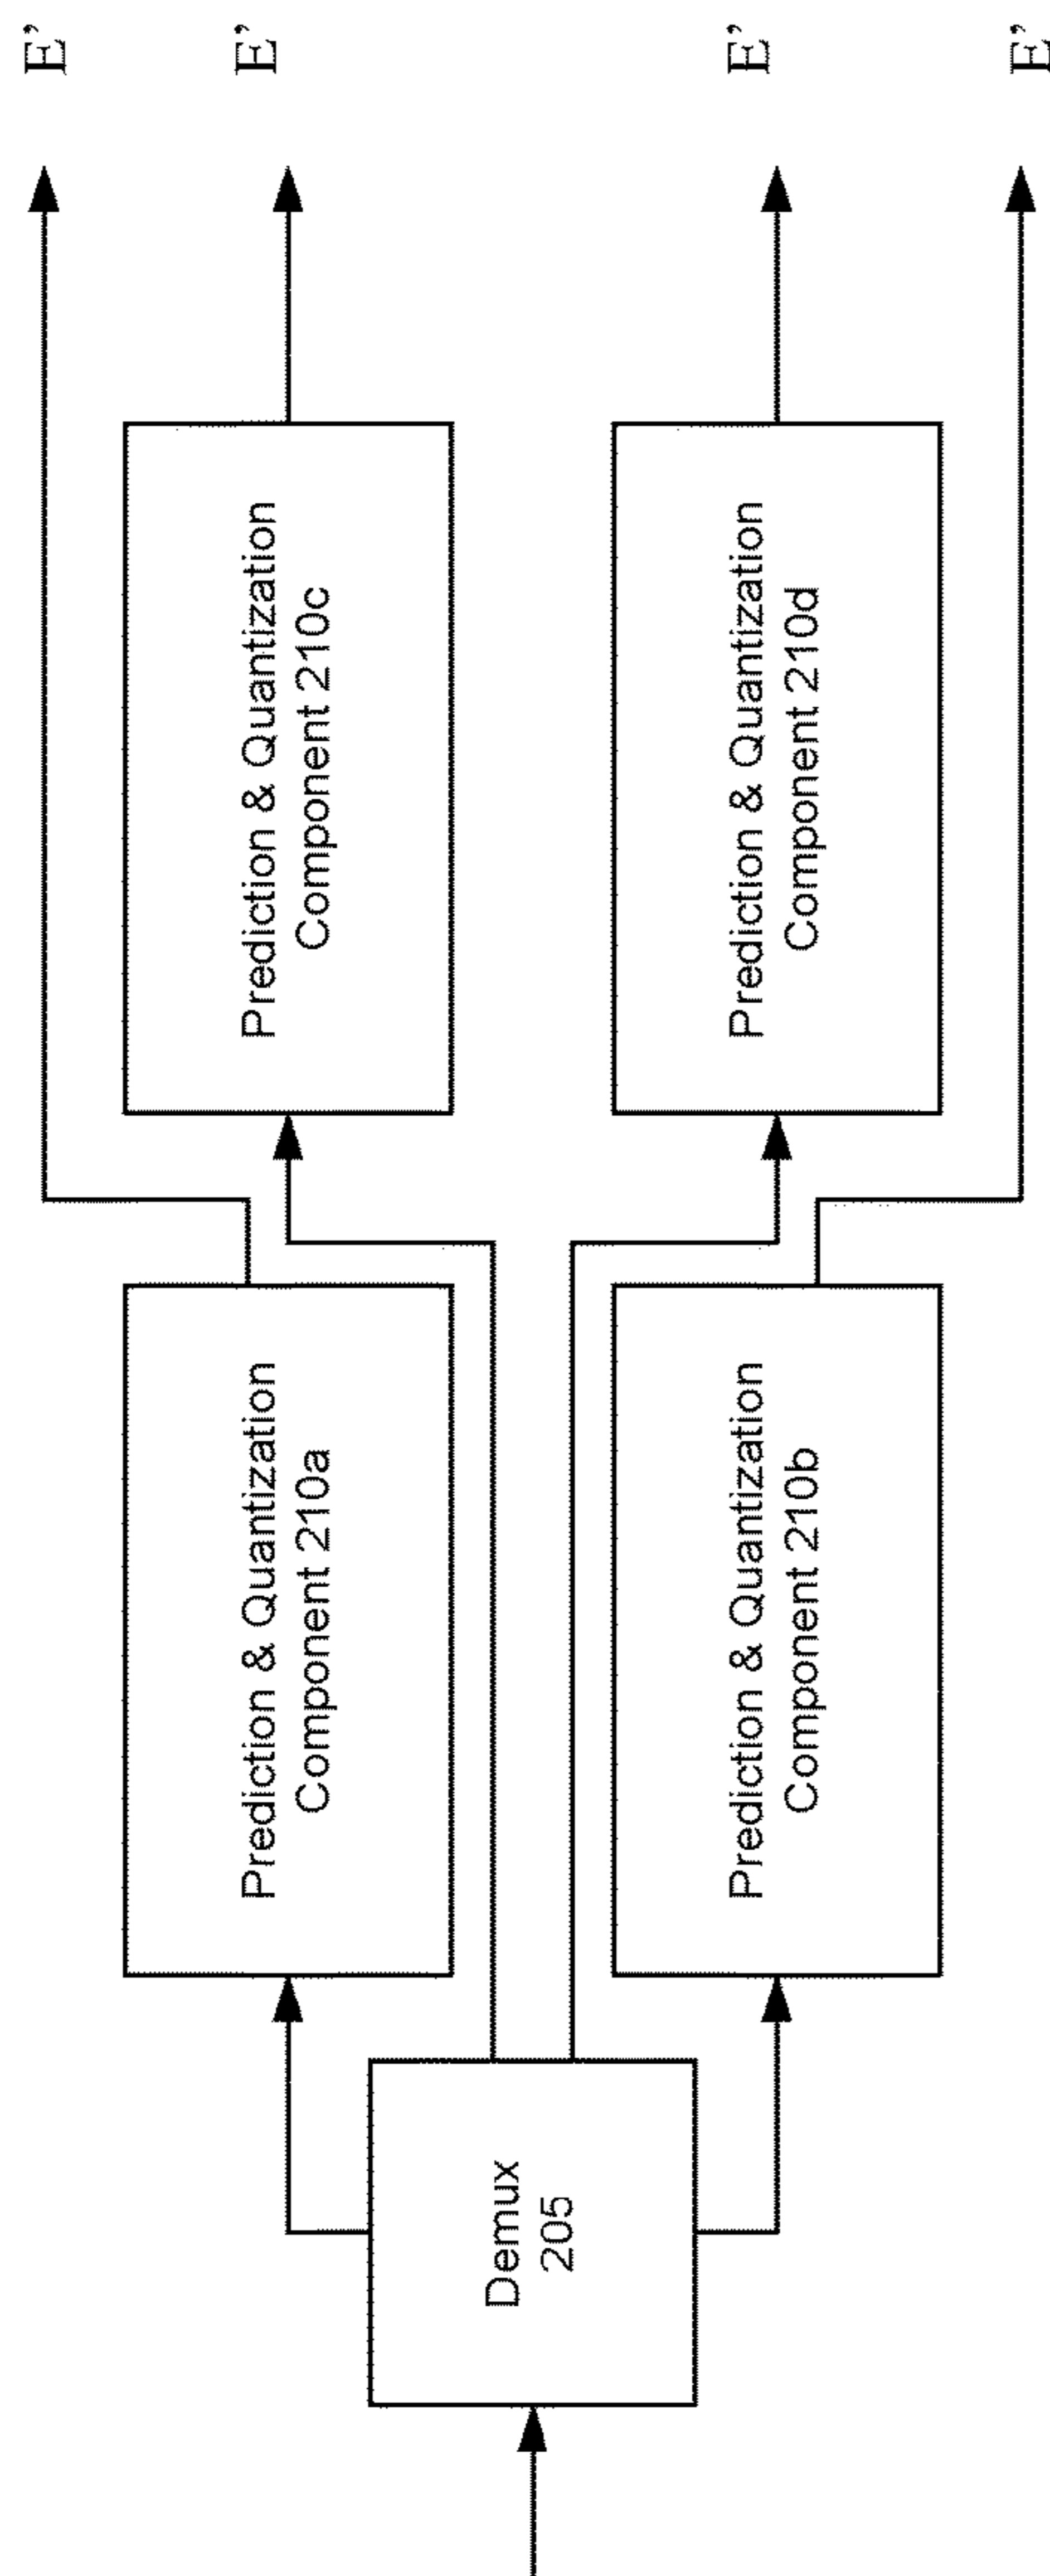 E’
E’
E’
E’
Prediction & Quantization
Component 210c
Prediction & Quantization
Component 210d
Prediction & Quantization
Component 210a
Prediction & Quantization
Component 210b
Demux
205